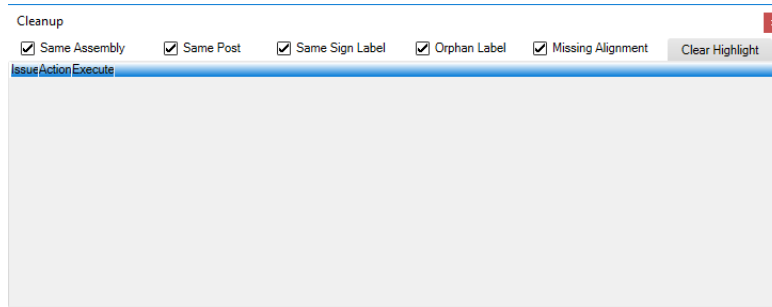 Cleanup
Same Assembly Same Post Same Sign Label Orphan Label Missing Alignment Clear Highlight
Issue Action Execute